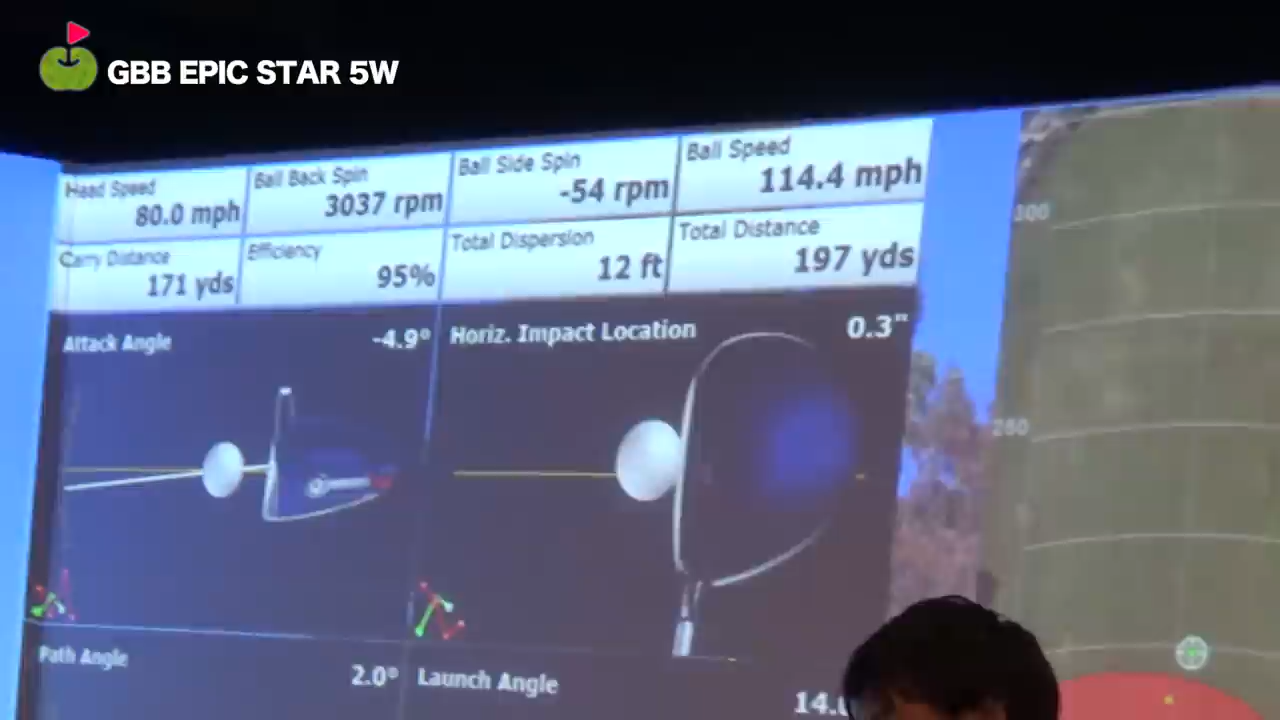 GBB EPIC STAR 5W
Head Speed
80.0 mph
Ball Back Spin
3037 rpm
Ball Side Spin
-54 rpm
Ball Speed
114.4 mph
Carry Distance
171 yds
Efficiency
95%
Total Dispersion
12 ft
Total Distance
197 yds
300
Attack Angle
-4.9°
Horiz. Impact Location
0.3"
Path Angle
2.0°
Launch Angle